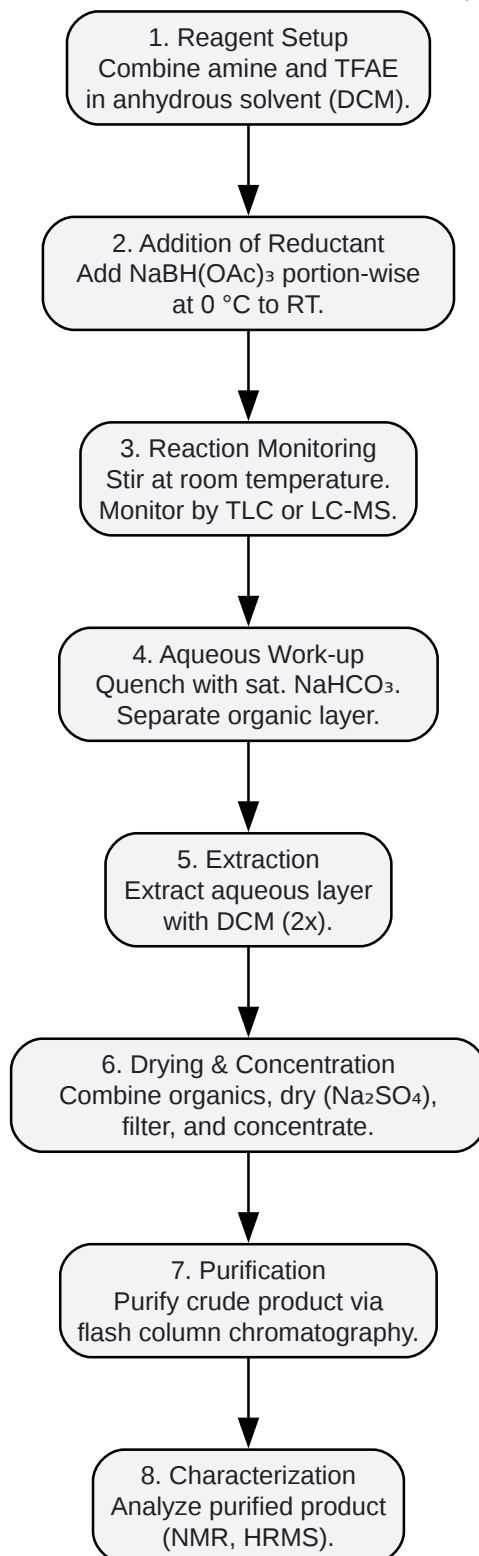 1. Reagent Setup
Combine amine and TFAE
in anhydrous solvent (DCM).
2. Addition of Reductant
Add NaBH(OAc)₃ portion-wise
at 0 °C to RT.
3. Reaction Monitoring
Stir at room temperature.
Monitor by TLC or LC-MS.
4. Aqueous Work-up
Quench with sat. NaHCO₃.
Separate organic layer.
5. Extraction
Extract aqueous layer
with DCM (2x).
6. Drying & Concentration
Combine organics, dry (Na₂SO₄),
filter, and concentrate.
7. Purification
Purify crude product via
flash column chromatography.
8. Characterization
Analyze purified product
(NMR, HRMS).